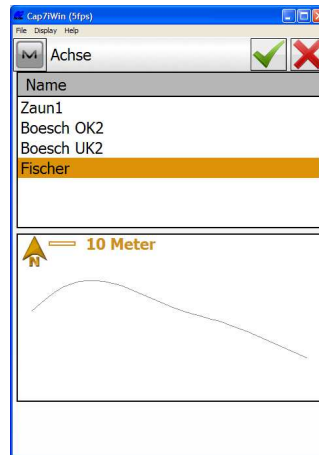 Cap7iWin (5fps)
File Display Help
M Achse
Name
Zaun1
Boesch OK2
Boesch UK2
Fischer
10 Meter
N